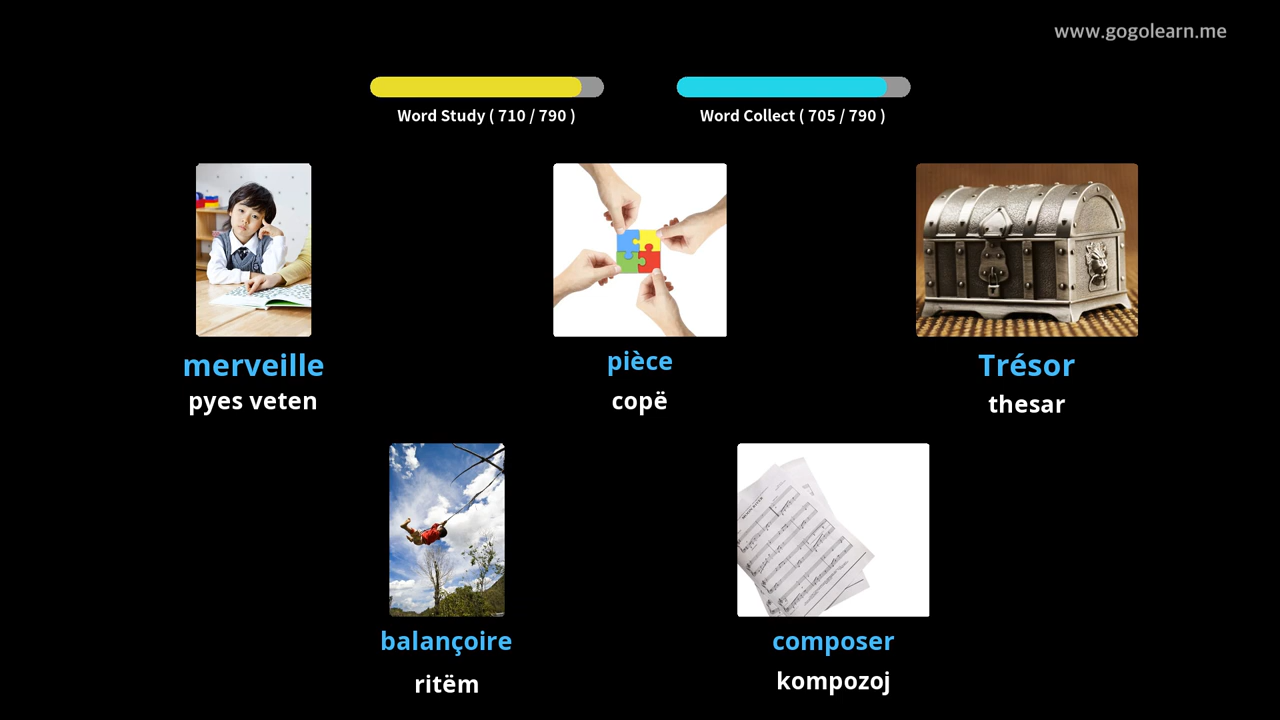 www.gogolearn.me
Word Study ( 710 / 790 )
Word Collect ( 705 / 790 )
merveille
pyes veten
pièce
copë
Trésor
thesar
balançoire
ritëm
composer
kompozoj